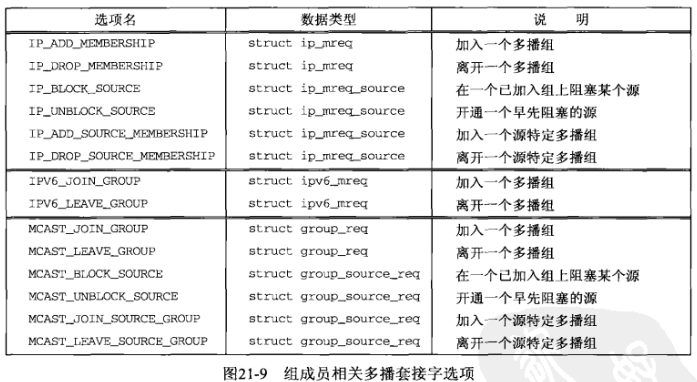 选项名 数据类型 说 明
IP_ADD_MEMBERSHIP struct ip_mreq 加入一个多播组
IP_DROP_MEMBERSHIP struct ip_mreq 离开一个多播组
IP_BLOCK_SOURCE struct ip_mreq_source 在一个已加入组上阻塞某个源
IP_UNBLOCK_SOURCE struct ip_mreq_source 开通一个早先阻塞的源
IP_ADD_SOURCE_MEMBERSHIP struct ip_mreq_source 加入一个源特定多播组
IP_DROP_SOURCE_MEMBERSHIP struct ip_mreq_source 离开一个源特定多播组
IPV6_JOIN_GROUP struct ipv6_mreq 加入一个多播组
IPV6_LEAVE_GROUP struct ipv6_mreq 离开一个多播组
MCAST_JOIN_GROUP struct group_req 加入一个多播组
MCAST_LEAVE_GROUP struct group_req 离开一个多播组
MCAST_BLOCK_SOURCE struct group_source_req 在一个已加入组上阻塞某个源
MCAST_UNBLOCK_SOURCE struct group_source_req 开通一个早先阻塞的源
MCAST_JOIN_SOURCE_GROUP struct group_source_req 加入一个源特定多播组
MCAST_LEAVE_SOURCE_GROUP struct group_source_req 离开一个源特定多播组
图21-9 组成员相关多播套接字选项